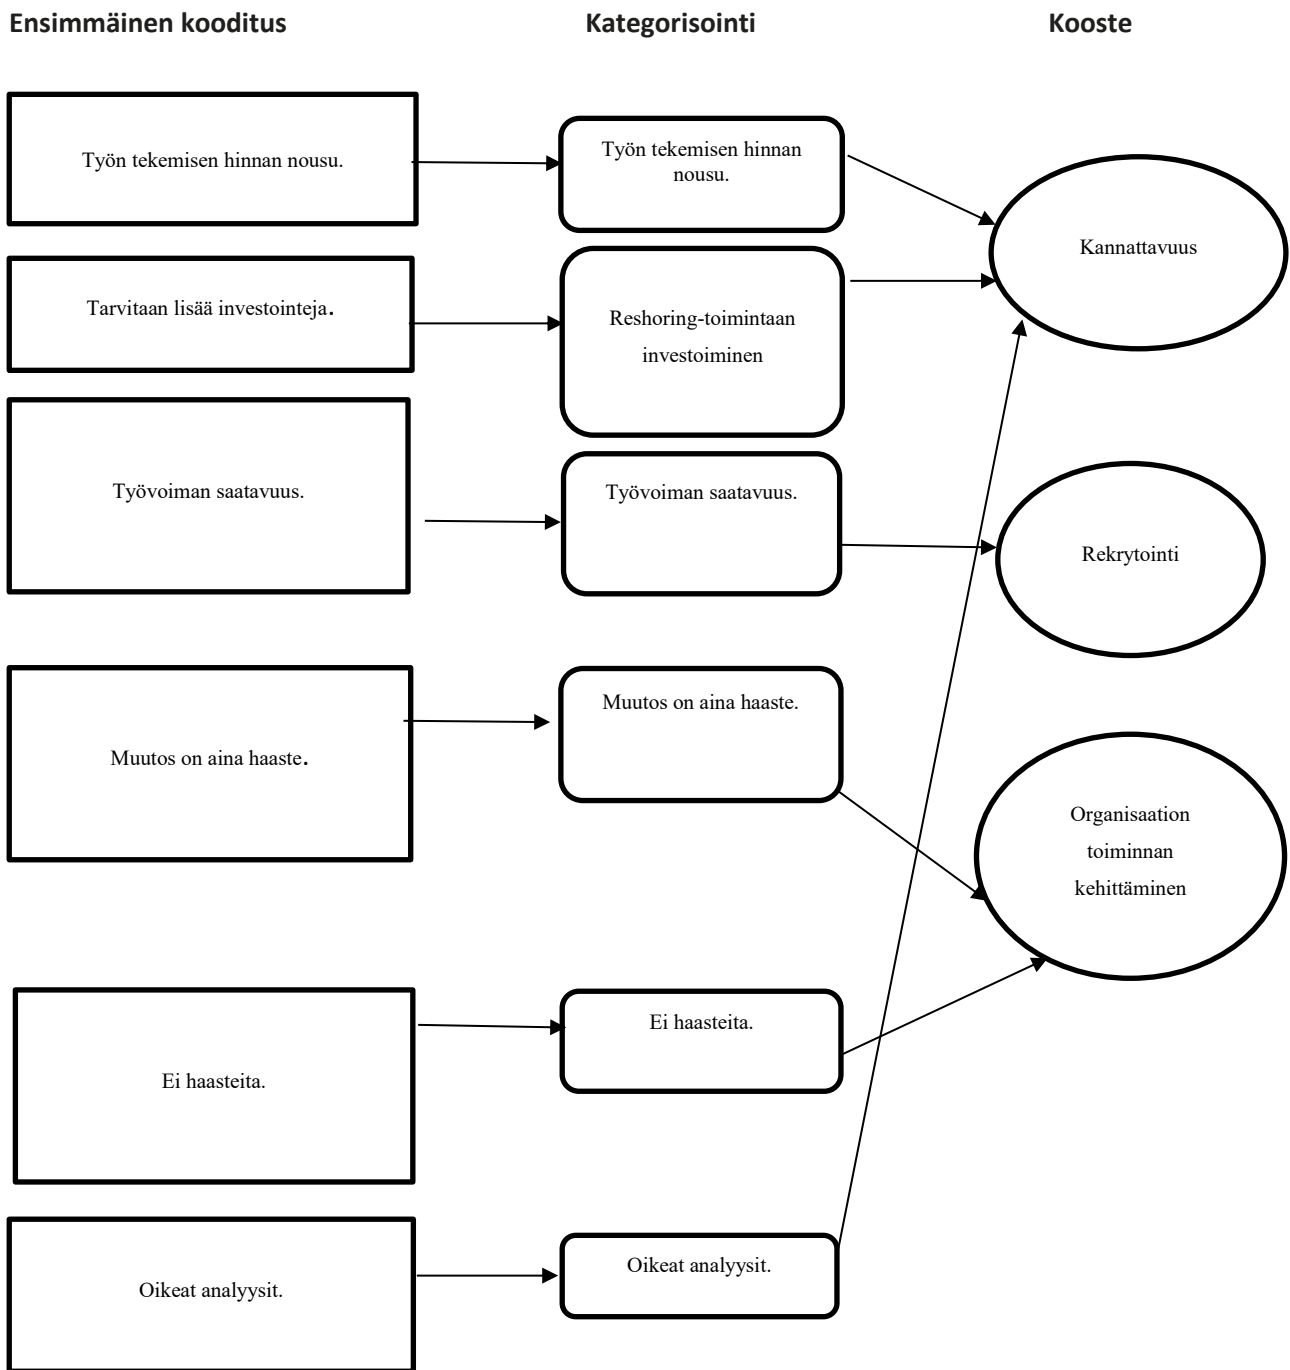 Ensimmäinen kooditus
Kategorisointi
Kooste
Työn tekemisen hinnan nousu.
Työn tekemisen hinnan
nousu.
Kannattavuus
Tarvitaan lisää investointeja.
Reshoring-toimintaan
investoiminen
Työvoiman saatavuus.
Työvoiman saatavuus.
Rekrytointi
Muutos on aina haaste.
Muutos on aina haaste.
Organisaation
toiminnan
kehittäminen
Ei haasteita.
Ei haasteita.
Oikeat analyysit.
Oikeat analyysit.